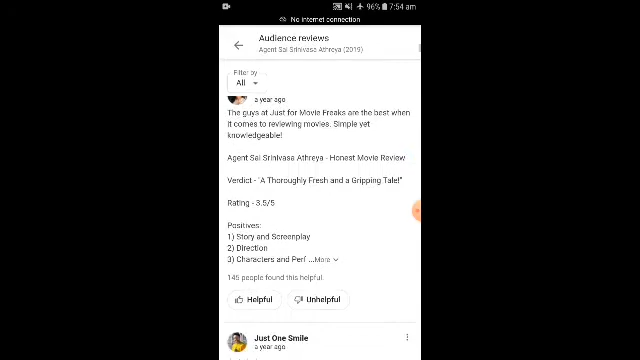 96% 7:54 am
No internet connection
Audience reviews
Agent Sai Srinivasa Athreya (2019)
Filter by
All
a year ago
The guys at Just for Movie Freaks are the best when
it comes to reviewing movies. Simple yet
knowledgeable!
Agent Sai Srinivasa Athreya - Honest Movie Review
Verdict - "A Thoroughly Fresh and a Gripping Tale!"
Rating - 3.5/5
Positives:
1) Story and Screenplay
2) Direction
3) Characters and Perf ...More
145 people found this helpful.
Helpful Unhelpful
Just One Smile
a year ago